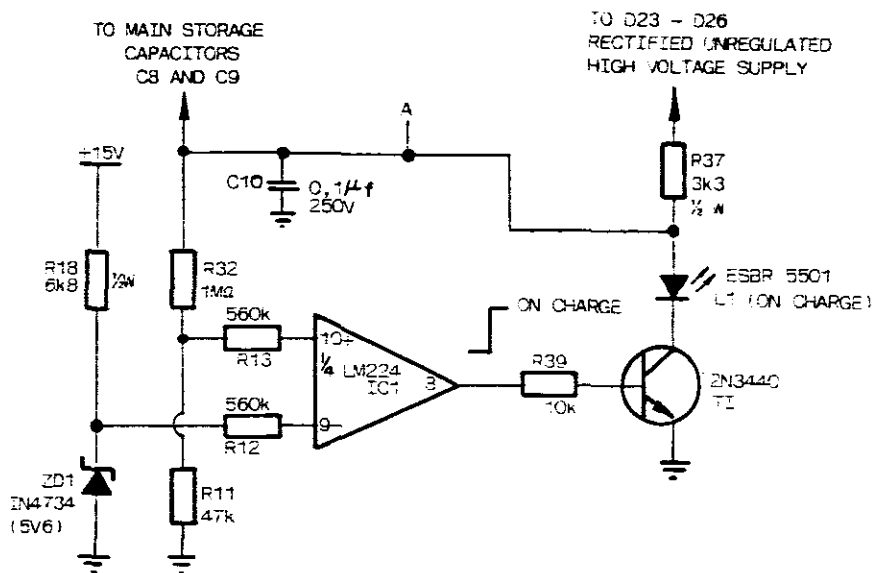 TO MAIN STORAGE
CAPACITORS
C8 AND C9
TO D23 - D26
RECTIFIED UNREGULATED
HIGH VOLTAGE SUPPLY
A
+15V
C10
0,1μf
250V
R37
3k3
½ W
R18
6k8
½W
R32
1MΩ
ESBR 5501
L1 (ON CHARGE)
ON CHARGE
560k
R13
10+
¼ LM224
IC1
8
R39
10k
2N3440
T1
560k
R12
9-
ZD1
IN4734
(5V6)
R11
47k